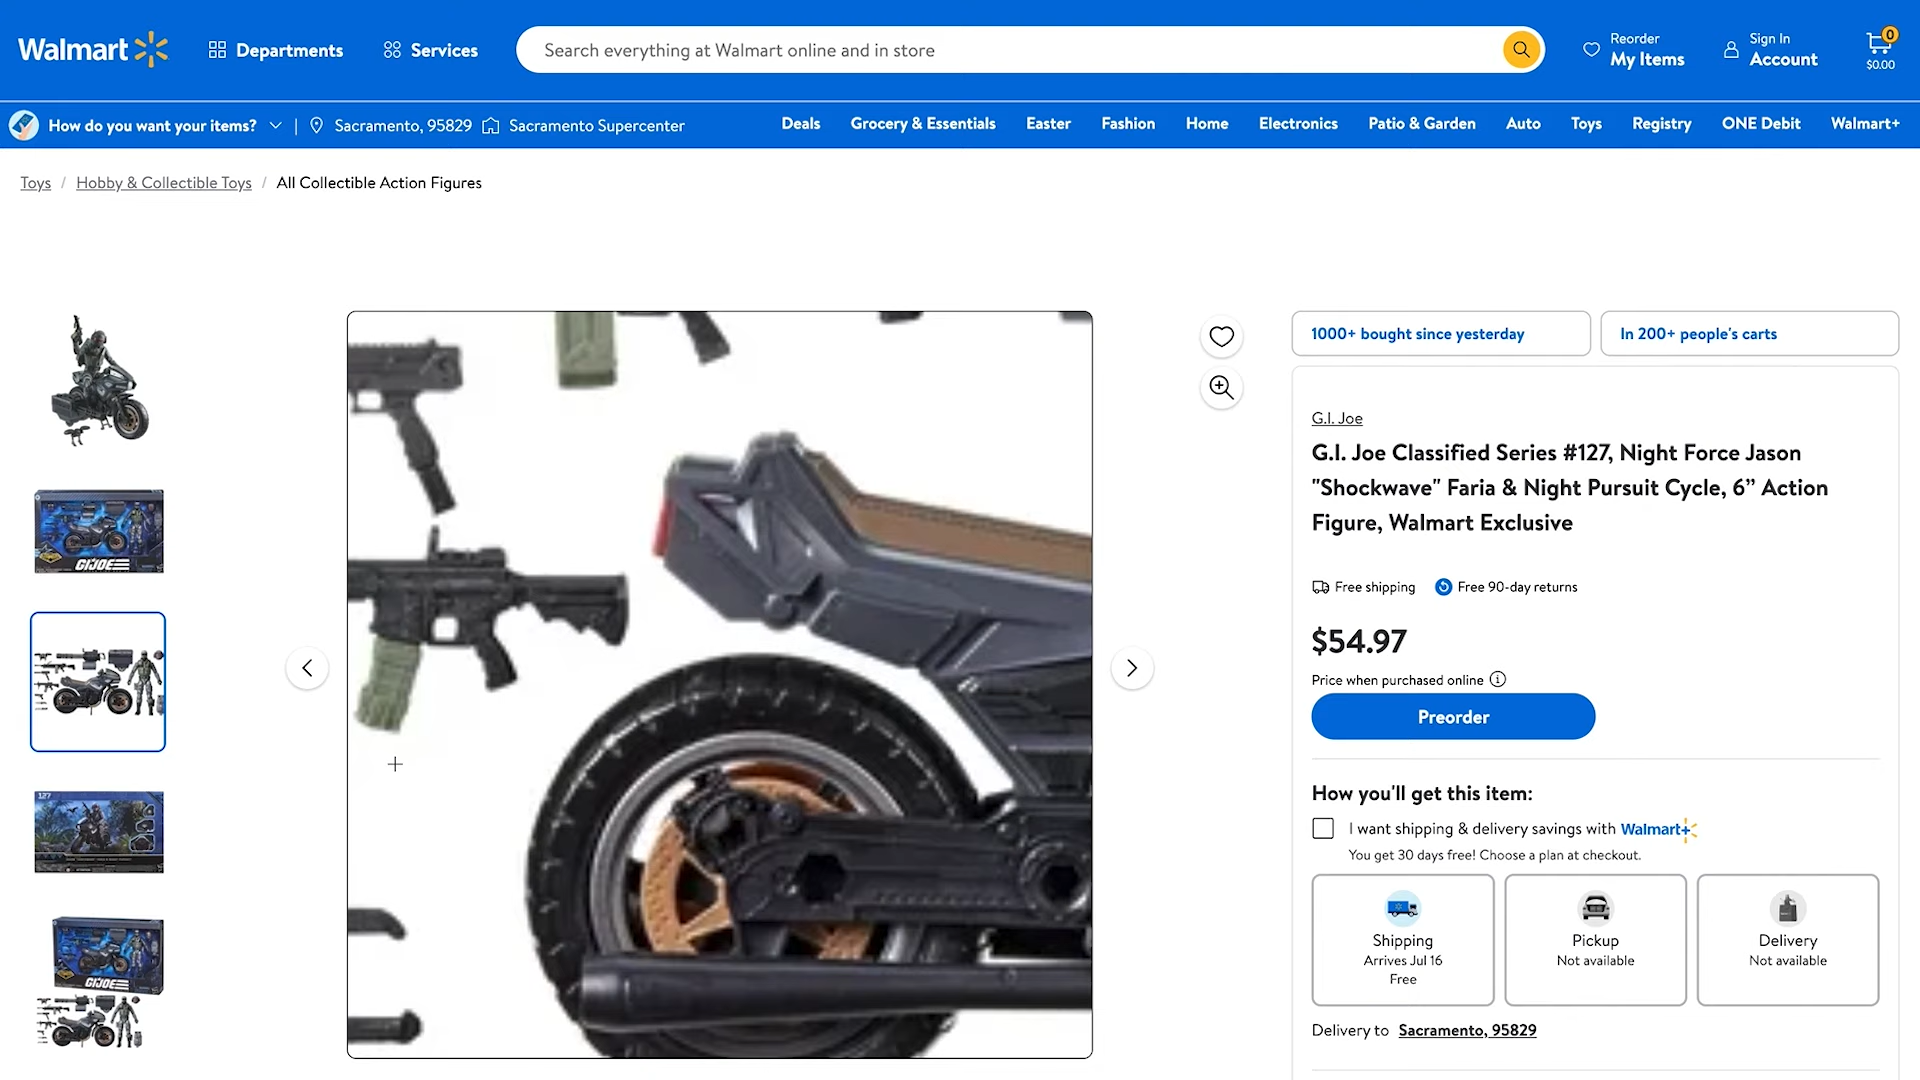 Walmart
Departments
Services
Search everything at Walmart online and in store
Reorder
My Items
Sign In
Account
0
$0.00
How do you want your items?
Sacramento, 95829
Sacramento Supercenter
Deals
Grocery & Essentials
Easter
Fashion
Home
Electronics
Patio & Garden
Auto
Toys
Registry
ONE Debit
Walmart+
Toys / Hobby & Collectible Toys / All Collectible Action Figures
GIJOE
127
GIJOE
1000+ bought since yesterday
In 200+ people's carts
G.I. Joe
G.I. Joe Classified Series #127, Night Force Jason
"Shockwave" Faria & Night Pursuit Cycle, 6” Action
Figure, Walmart Exclusive
Free shipping
Free 90-day returns
$54.97
Price when purchased online
Preorder
How you'll get this item:
I want shipping & delivery savings with Walmart+
You get 30 days free! Choose a plan at checkout.
Shipping
Arrives Jul 16
Free
Pickup
Not available
Delivery
Not available
Delivery to Sacramento, 95829